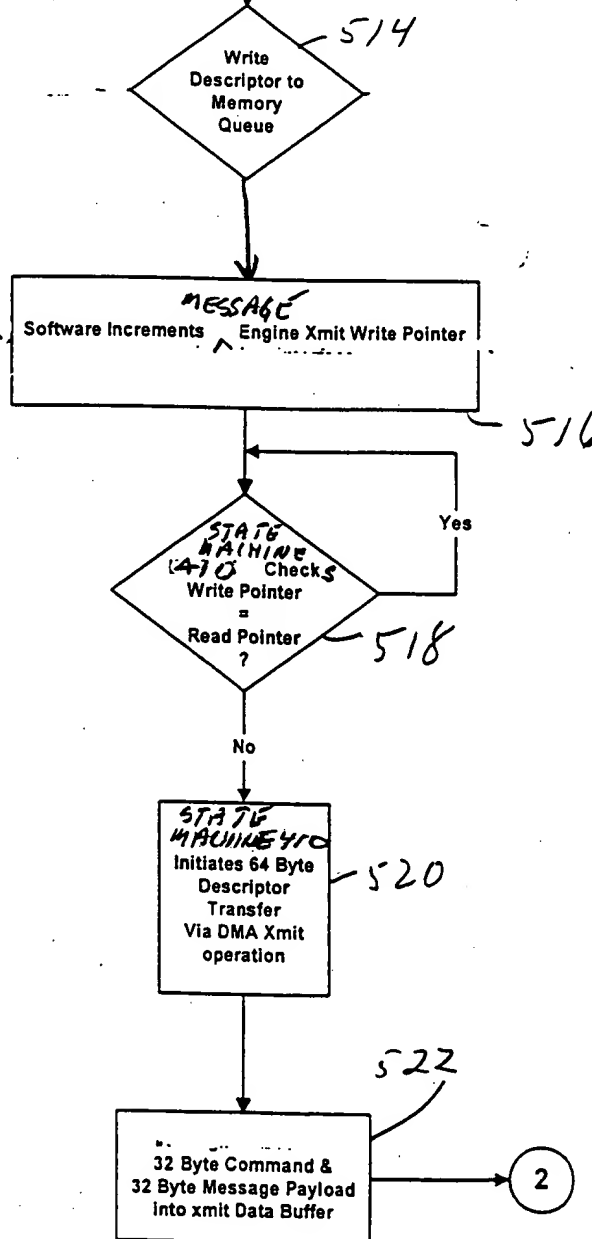 514
Write
Descriptor to
Memory
Queue
MESSAGE
Software Increments ^ Engine Xmit Write Pointer
516
Yes
STATE
MACHINE
Checks
Write Pointer
=
Read Pointer
?
518
No
STATE
MACHINE 410
Initiates 64 Byte
Descriptor
Transfer
Via DMA Xmit
operation
520
522
32 Byte Command &
32 Byte Message Payload
into xmit Data Buffer
2